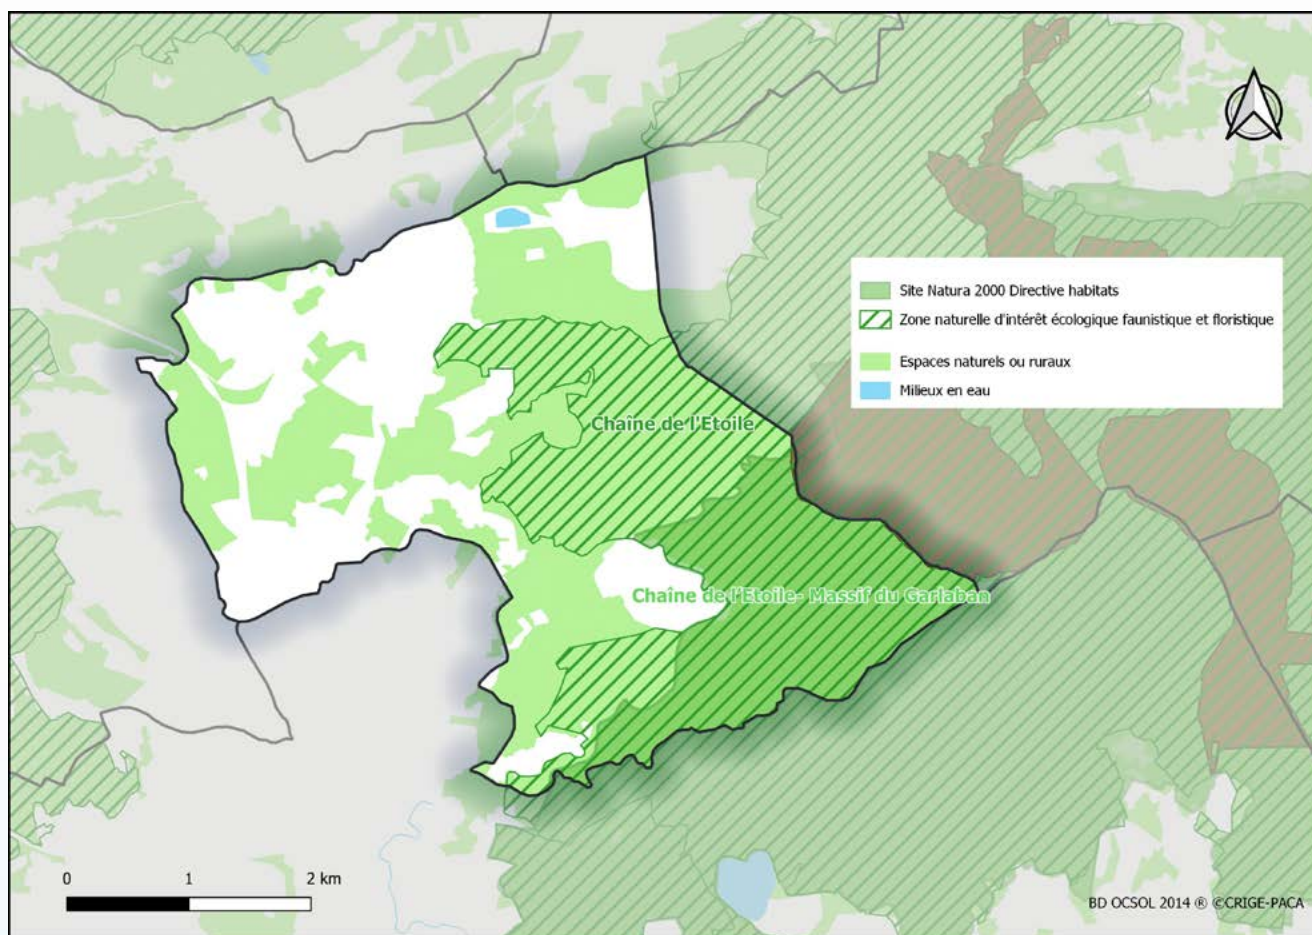 Site Natura 2000 Directive habitats
Zone naturelle d'intérêt écologique faunistique et floristique
Espaces naturels ou ruraux
Milieux en eau
Chaîne de l'Etoile
Chaîne de l'Etoile- Massif du Garlaban
0 1 2 km
BD OCSOL 2014 ® ©CRIGE-PACA